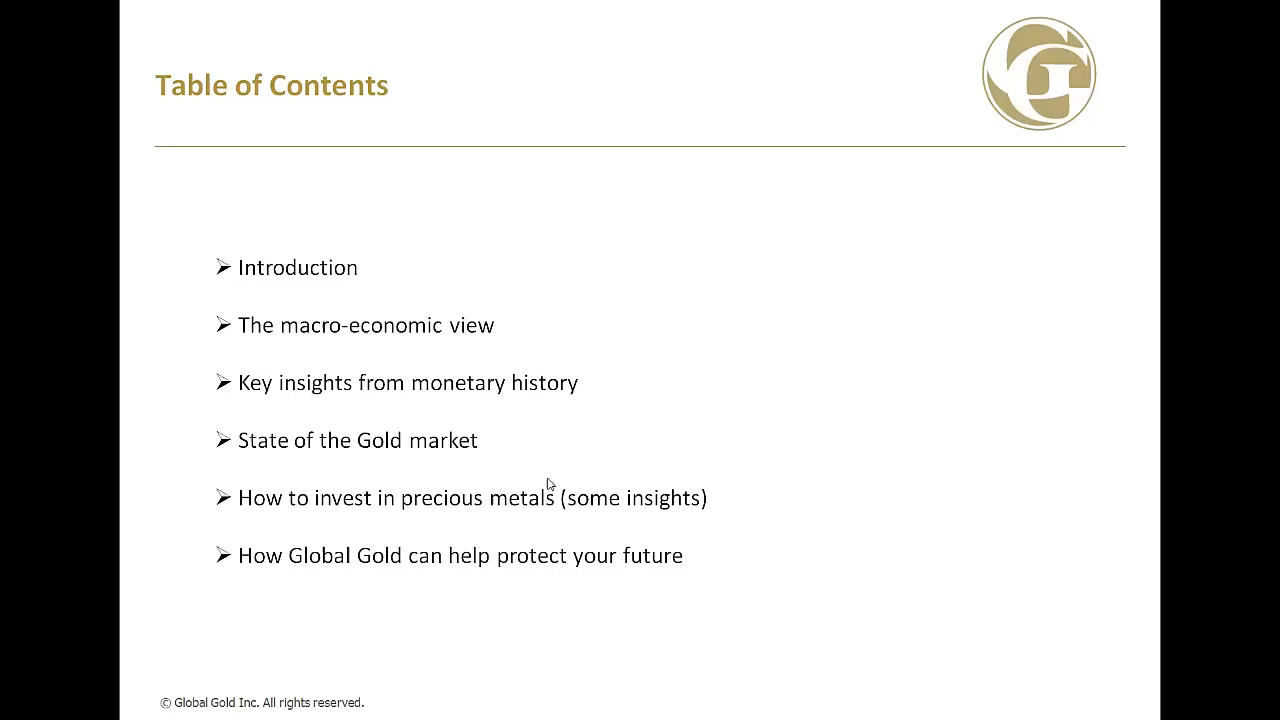 Table of Contents
Introduction
The macro-economic view
Key insights from monetary history
State of the Gold market
How to invest in precious metals (some insights)
How Global Gold can help protect your future
© Global Gold Inc. All rights reserved.